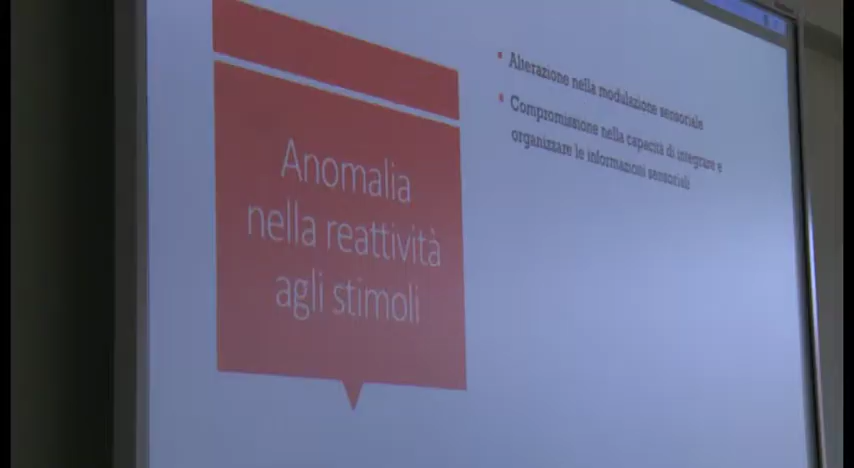 Anomalia
nella reattività
agli stimoli
Alterazione nella modulazione sensoriale
Compromissione nella capacità di integrare e
organizzare le informazioni sensoriali